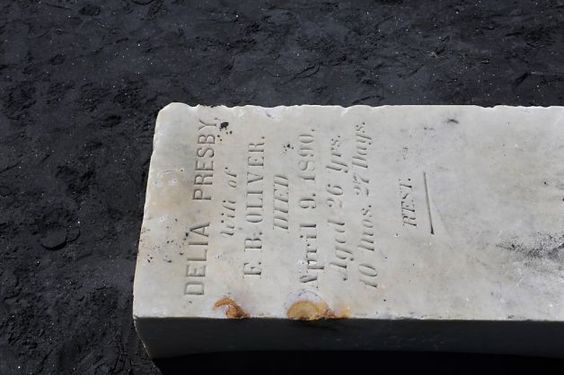 DELIA PRESBY,
wife of
F. B. OLIVER.
DIED
April 9, 1890.
Aged 26 Yrs.
10 mos. 27 Days.
REST.